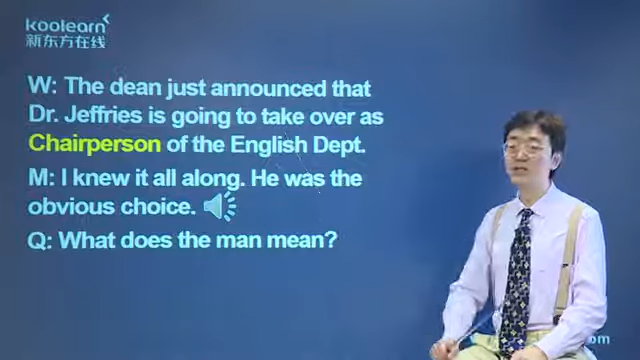 koolearn
新东方在线
W: The dean just announced that
Dr. Jeffries is going to take over as
Chairperson of the English Dept.
M: I knew it all along. He was the
obvious choice.
Q: What does the man mean?
om